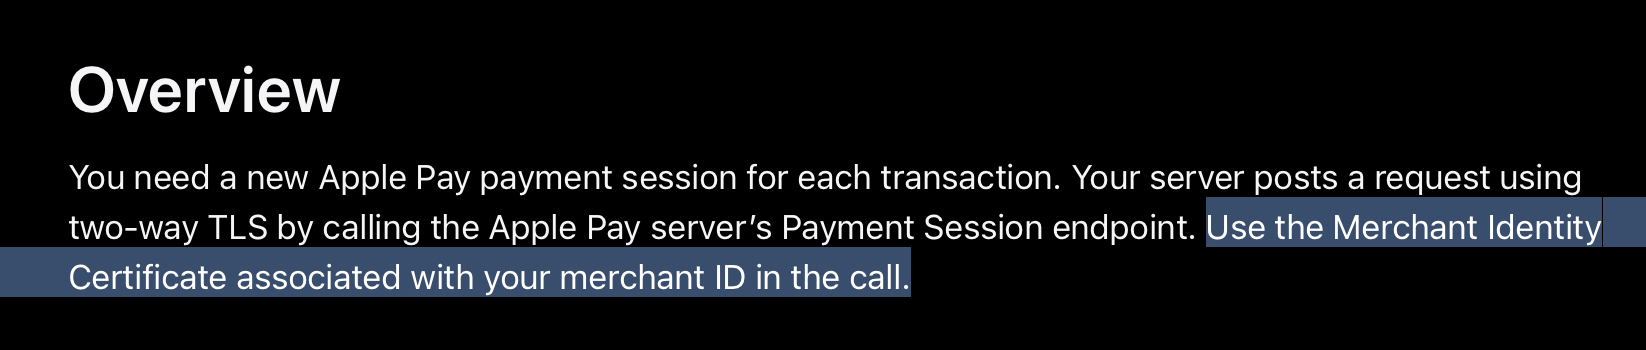 Overview
You need a new Apple Pay payment session for each transaction. Your server posts a request using
two-way TLS by calling the Apple Pay server’s Payment Session endpoint. Use the Merchant Identity
Certificate associated with your merchant ID in the call.